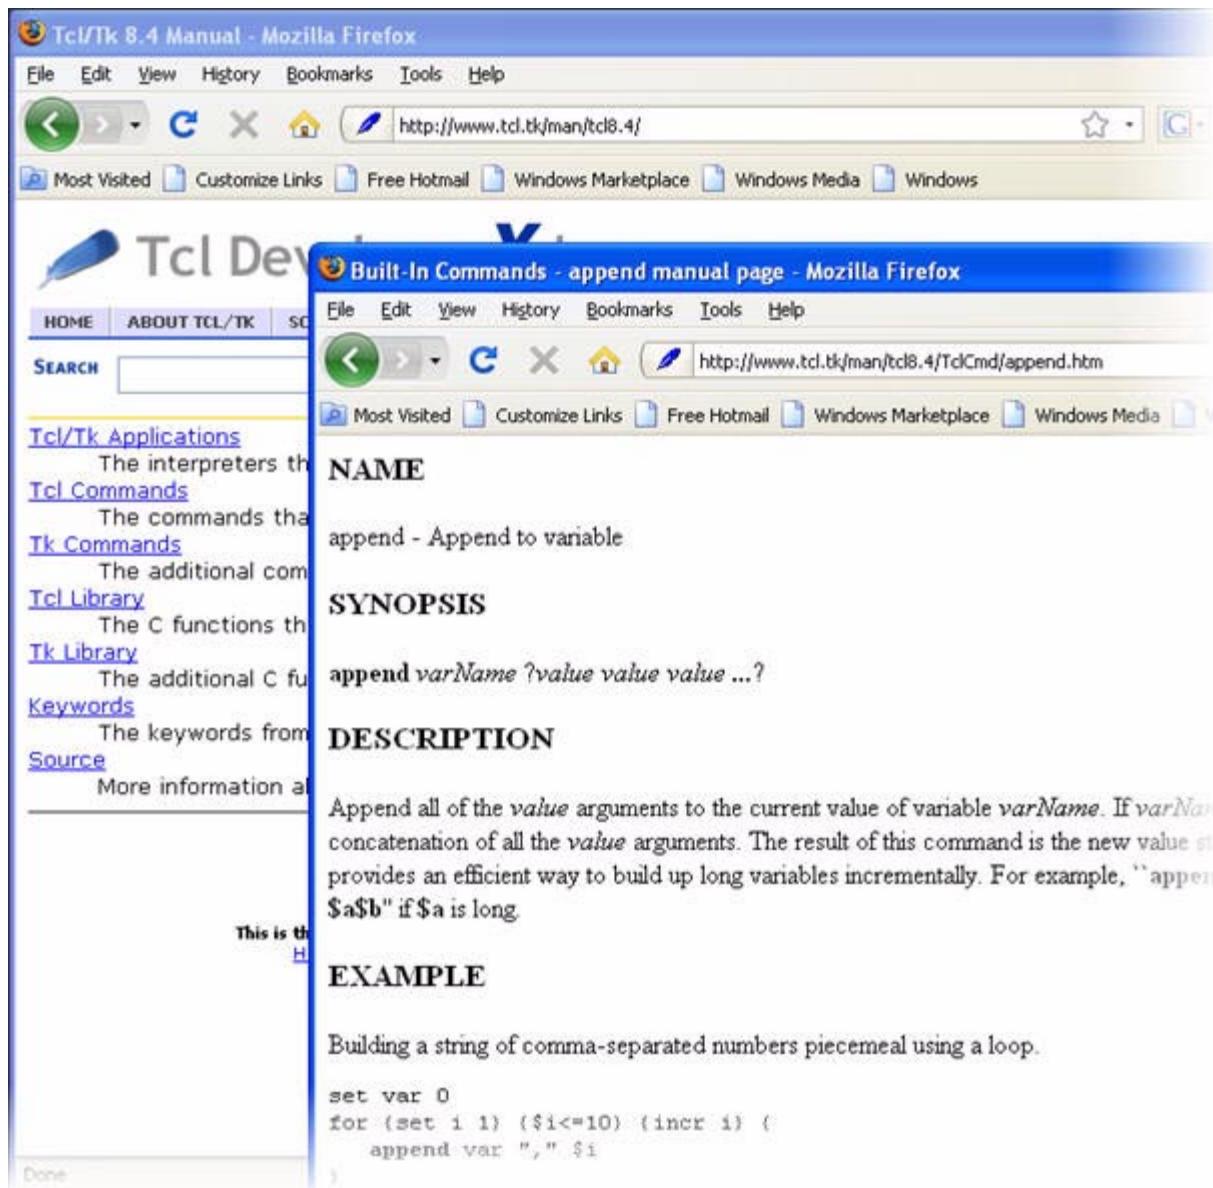 Tcl/Tk 8.4 Manual - Mozilla Firefox
File Edit View History Bookmarks Tools Help
http://www.tcl.tk/man/tcl8.4/
Most Visited Customize Links Free Hotmail Windows Marketplace Windows Media Windows
Tcl
HOME ABOUT TCL/TK
SEARCH
Tcl/Tk Applications
The interpreters
Tcl Commands
The commands
Tk Commands
The additional
Tcl Library
The C functions
Tk Library
The additional C
Keywords
The keywords from
Source
More information
This is
Done
Built-In Commands - append manual page - Mozilla Firefox
File Edit View History Bookmarks Tools Help
http://www.tcl.tk/man/tcl8.4/TclCmd/append.htm
Most Visited Customize Links Free Hotmail Windows Marketplace Windows Media
NAME
append - Append to variable
SYNOPSIS
append varName ?value value value ...?
DESCRIPTION
Append all of the value arguments to the current value of variable varName. If
concatenation of all the value arguments. The result of this command is the new value
provides an efficient way to build up long variables incrementally. For example,
$a$b" if $a is long.
EXAMPLE
Building a string of comma-separated numbers piecemeal using a loop.
set var 0
for {set i 1} {$i<=10} {incr i} {
append var "," $i
}